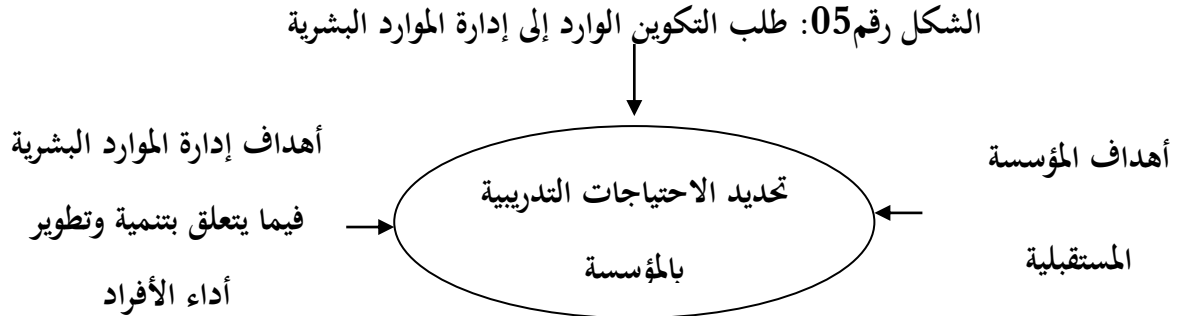 الشكل رقم05: طلب التكوين الوارد إلى إدارة الموارد البشرية
أهداف المؤسسة
المستقبلية
تحديد الاحتياجات التدريبية
بالمؤسسة
أهداف إدارة الموارد البشرية
فيما يتعلق بتنمية وتطوير
أداء الأفراد